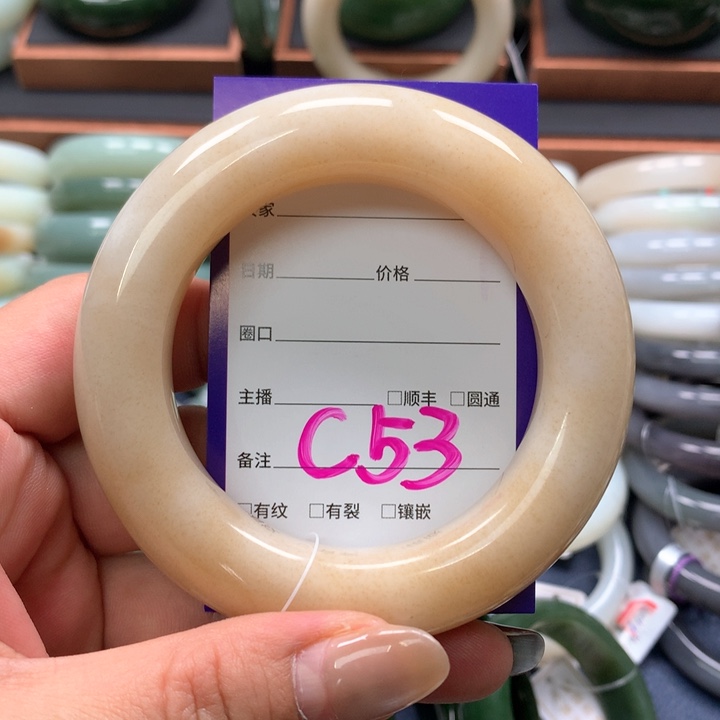 家
日期 价格
圈口
主播 □顺丰 □圆通
备注 C53
□有纹 □有裂 □镶嵌